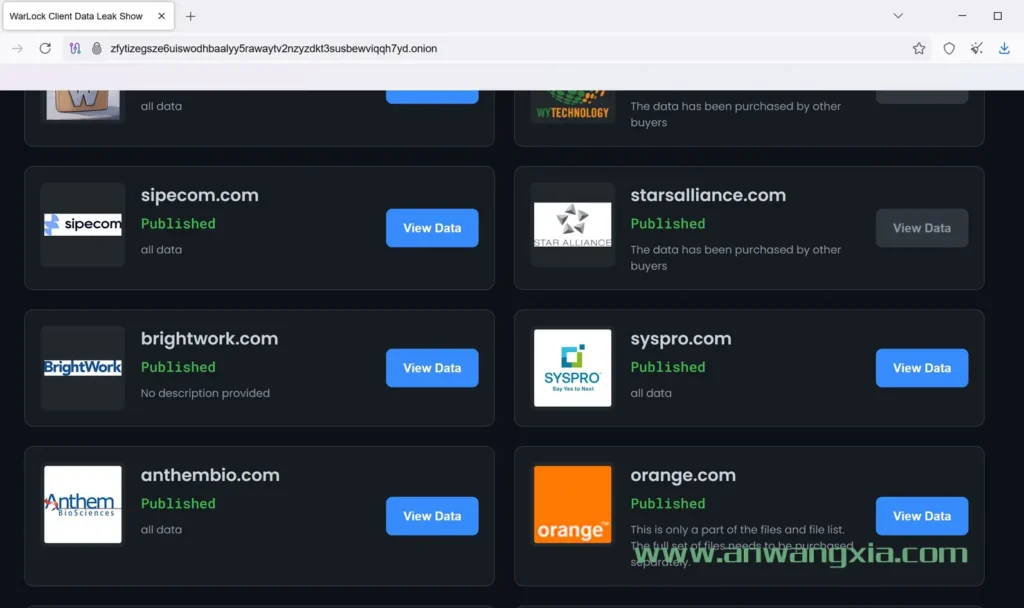 WarLock Client Data Leak Show
zfytizegsze6uiswodhbaalyy5rawaytv2nzyzdkt3susbewviqqh7yd.onion
W
all data
WYTECHNOLOGY
The data has been purchased by other
buyers
sipecom
sipecom.com
Published
all data
View Data
STAR ALLIANCE
starsalliance.com
Published
The data has been purchased by other
buyers
View Data
BrightWork
brightwork.com
Published
No description provided
View Data
SYSPRO
Say Yes to Next
syspro.com
Published
all data
View Data
Anthem
BioSciences
anthembio.com
Published
all data
View Data
orange™
orange.com
Published
This is only a part of the files and file list.
The full set of files needs to be purchased
separately.
View Data
www.anwangxia.com